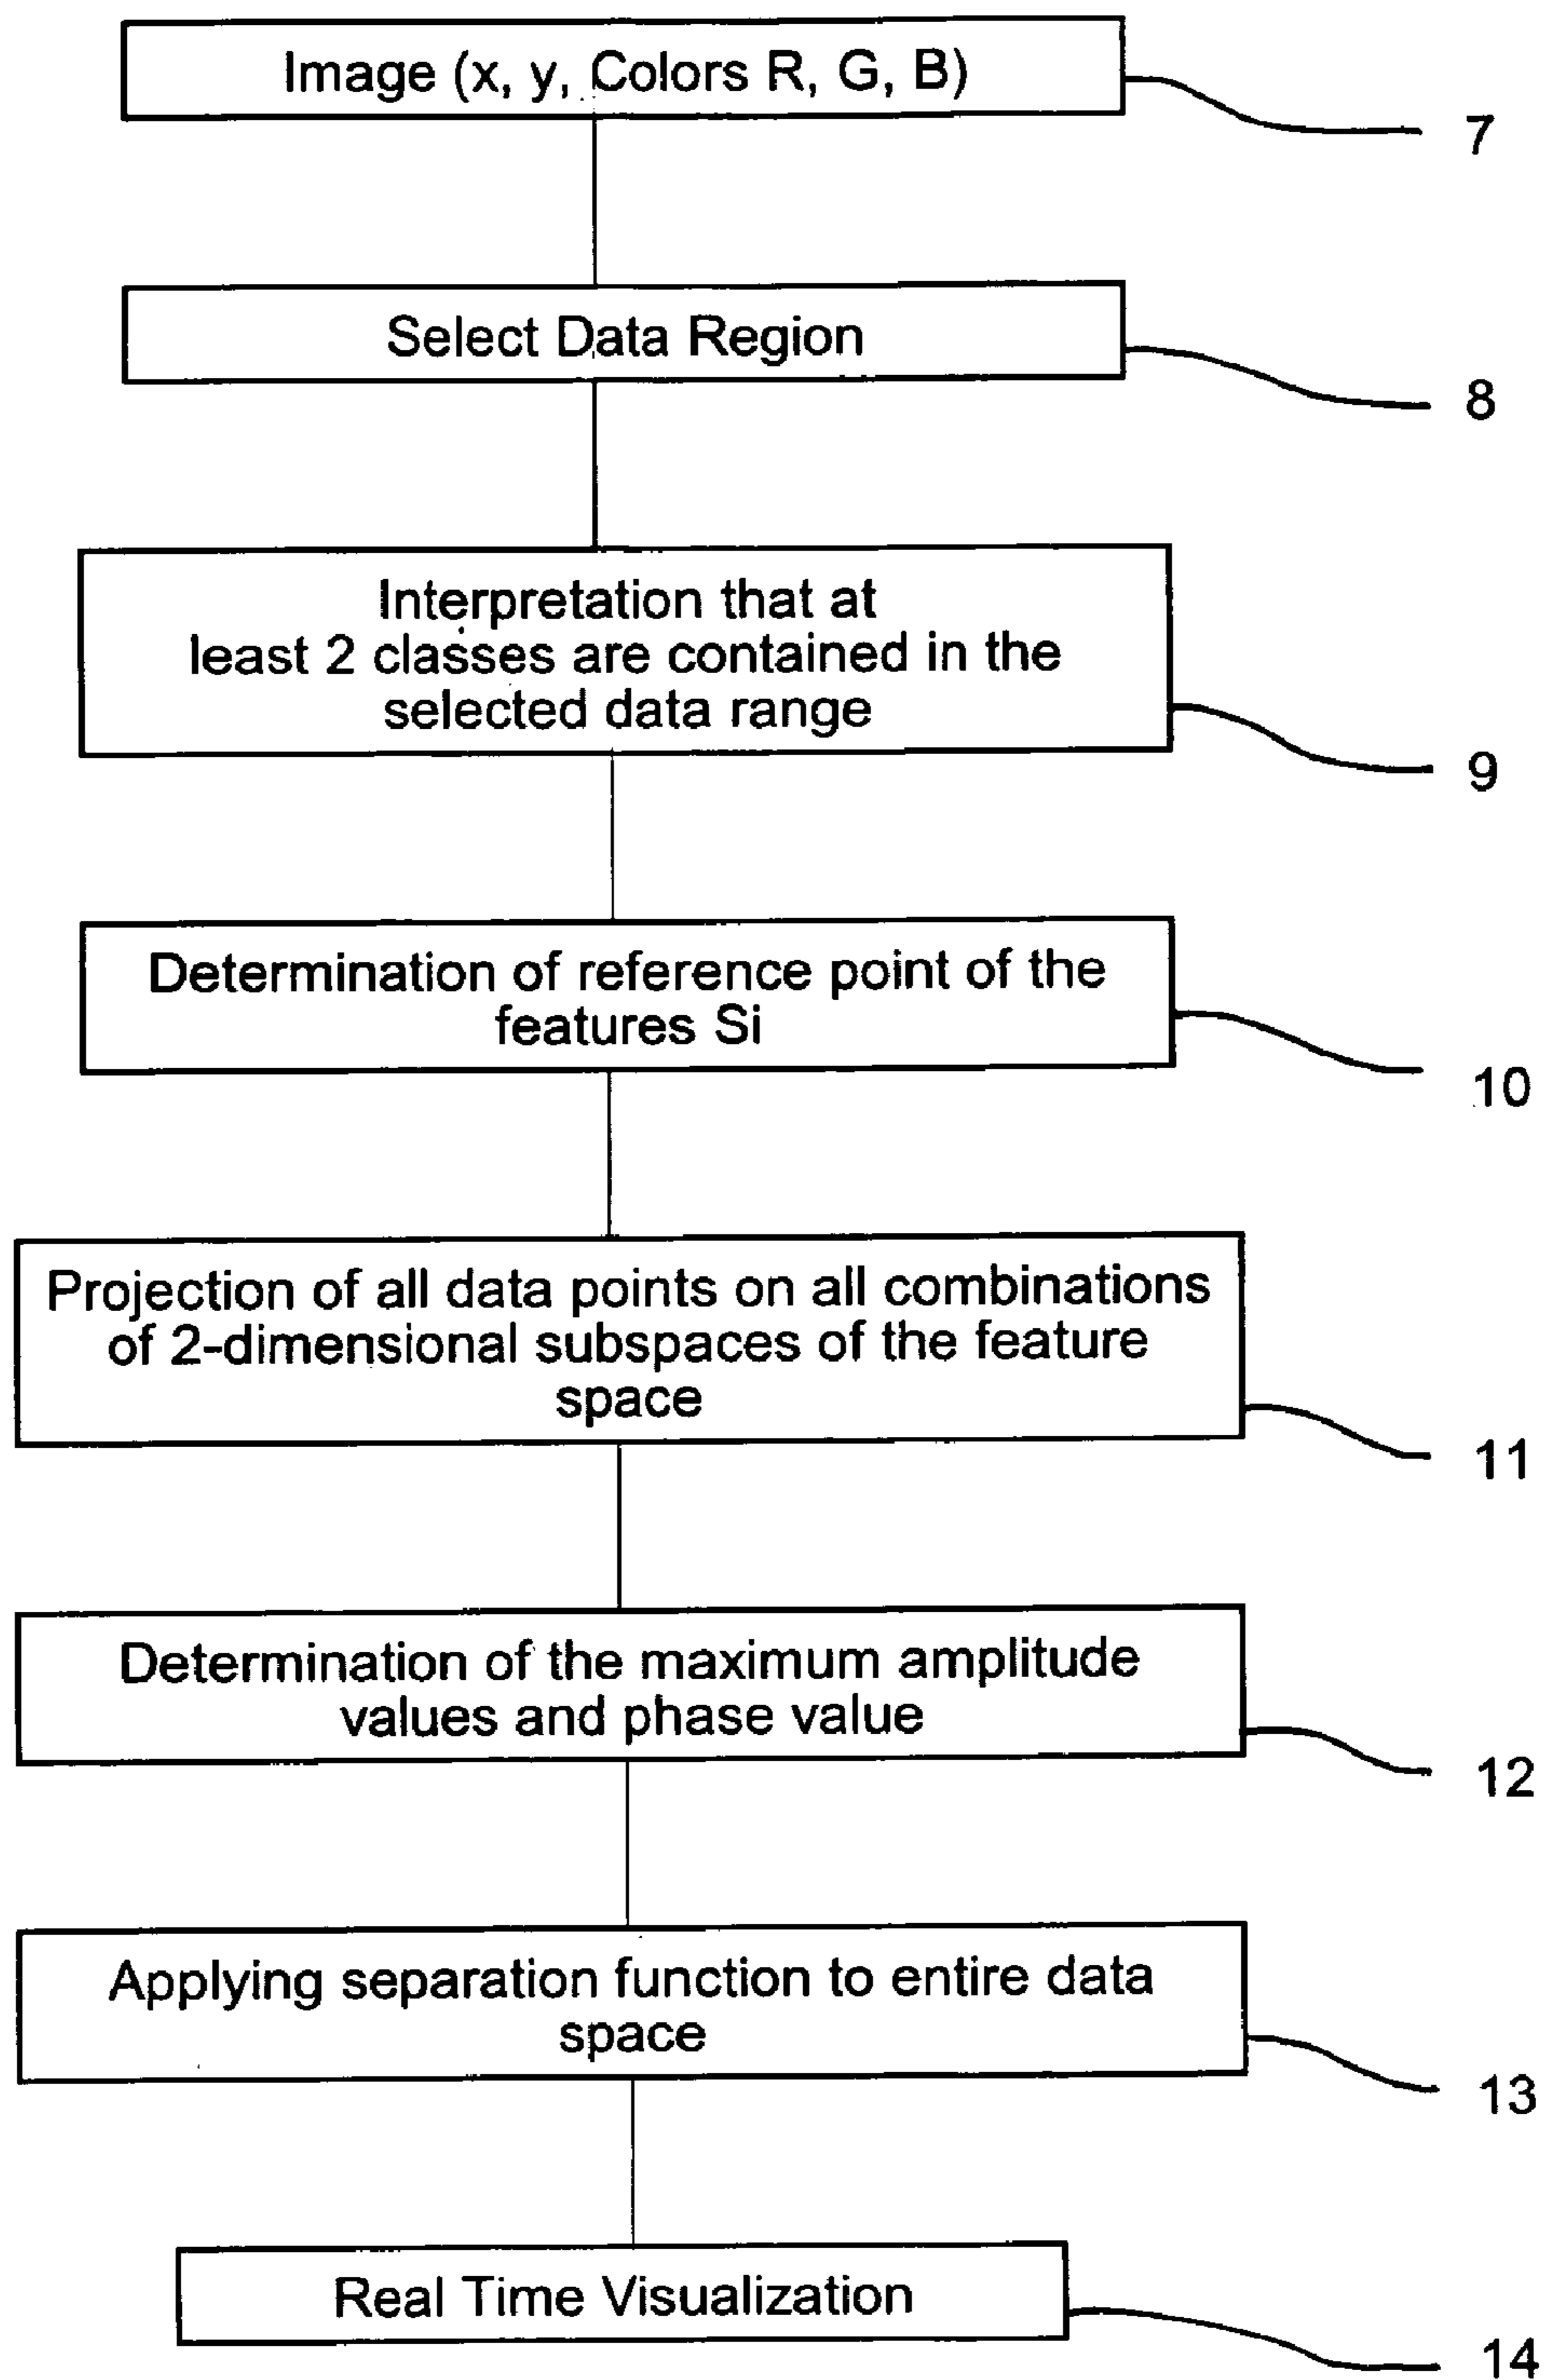 Image (x, y, Colors R, G, B)
7
Select Data Region
8
Interpretation that at
least 2 classes are contained in the
selected data range
9
Determination of reference point of the
features Si
10
Projection of all data points on all combinations
of 2-dimensional subspaces of the feature
space
11
Determination of the maximum amplitude
values and phase value
12
Applying separation function to entire data
space
13
Real Time Visualization
14